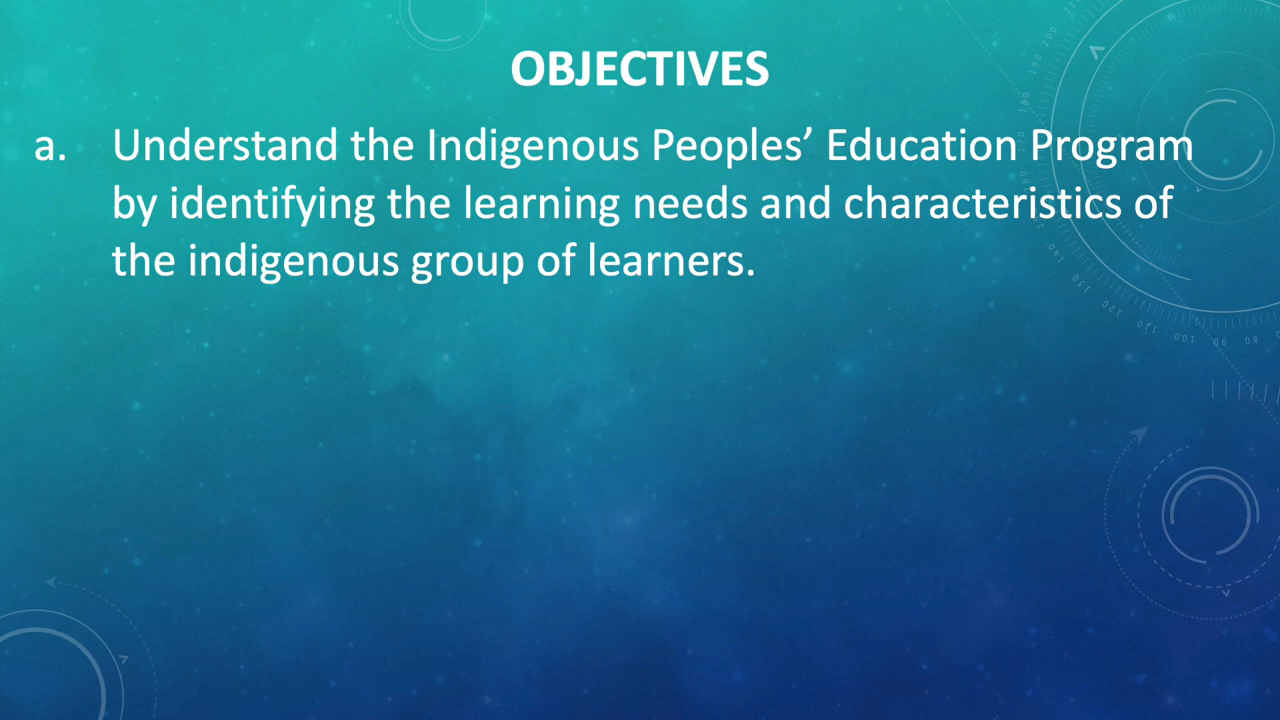 OBJECTIVES
a. Understand the Indigenous Peoples’ Education Program
by identifying the learning needs and characteristics of
the indigenous group of learners.